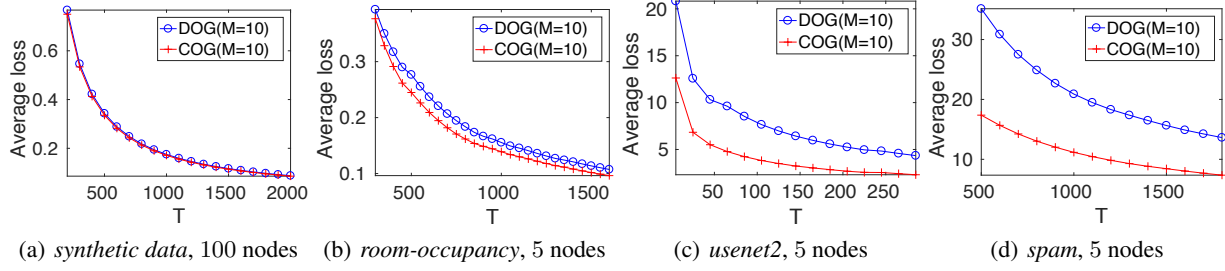 Average loss
0.6
0.4
0.2
500 1000 1500 2000
T
DOG(M=10)
COG(M=10)
(a) synthetic data, 100 nodes
Average loss
0.3
0.2
0.1
500 1000 1500
T
DOG(M=10)
COG(M=10)
(b) room-occupancy, 5 nodes
Average loss
20
15
10
5
50 100 150 200 250
T
DOG(M=10)
COG(M=10)
(c) usenet2, 5 nodes
Average loss
30
20
10
500 1000 1500
T
DOG(M=10)
COG(M=10)
(d) spam, 5 nodes